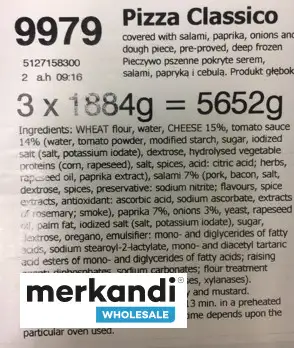 9979
Pizza Classico
covered with salami, paprika, onions and
dough piece, pre-proved, deep frozen
5127158300
Pieczywo pszenne pokryte serem,
2 a.h 09:16
salami, papryką i cebulą. Produkt głębok
3 x 1884g = 5652g
Ingredients: WHEAT flour, water, CHEESE 15%, tomato sauce
14% (water, tomato powder, modified starch, sugar, iodized
salt (salt, potassium iodate), dextrose, hydrolysed vegetable
proteins (corn, rapeseed), salt, spices, acid: citric acid; herbs,
rapeseed oil, paprika extract), salami 7% (pork, bacon, salt,
dextrose, spices, preservative: sodium nitrite; flavours, spice
extracts, antioxidant: ascorbic acid, sodium ascorbate, extracts
of rosemary; smoke), paprika 7%, onions 3%, yeast, rapeseed
oil, palm fat, iodized salt (salt, potassium iodate), sugar,
dextrose, oregano, emulsifier: mono- and diglycerides of fatty
acids, sodium stearoyl-2-lactylate, mono- and diacetyl tartaric
acid esters of mono- and diglycerides of fatty acids; raising
agent: diphosphates, sodium carbonates; flour treatment
es, xylanases).
y and mustard.
13 min. in a preheated
me depends upon the
particular oven used.
merkandi
WHOLESALE